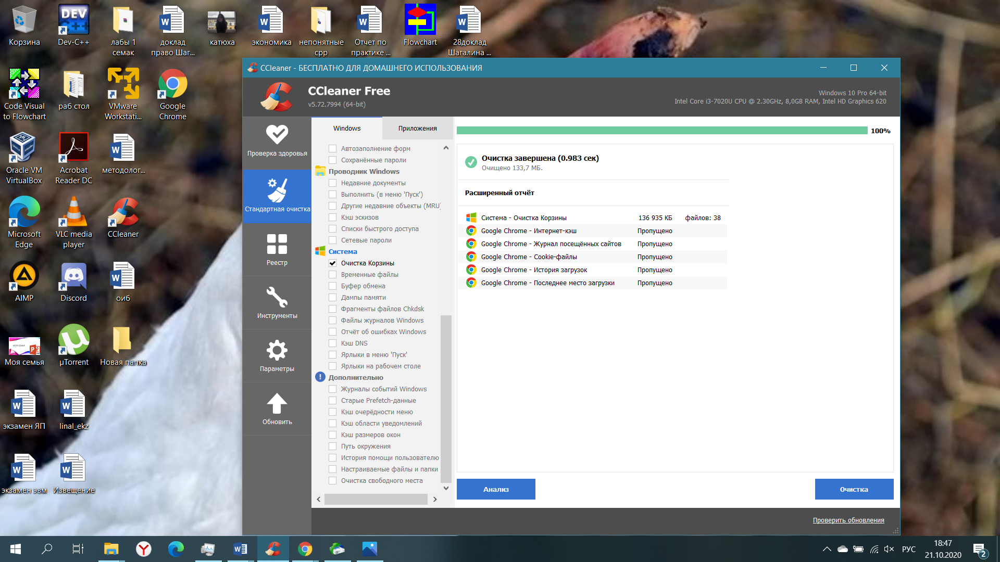 Корзина
Dev-C++
лабы 1
семак
доклад
право Шаг...
катюха
экономика
непонятные
cpp
Отчет по
практике ...
Flowchart
28доклад
Шагалина ...
Code Visual
to Flowchart
раб стол
VMware
Workstati...
Google
Chrome
Oracle VM
VirtualBox
Acrobat
Reader DC
методолог...
Microsoft
Edge
VLC media
player
CCleaner
AIMP
Discord
оиб
Моя семья
µTorrent
Новая папка
экзамен ЯП
linal_ekz
экзамен эвм
Извещение
CCleaner - БЕСПЛАТНО ДЛЯ ДОМАШНЕГО ИСПОЛЬЗОВАНИЯ
CCleaner Free
v5.72.7994 (64-bit)
Windows 10 Pro 64-bit
Intel Core i3-7020U CPU @ 2.30GHz, 8,0GB RAM, Intel HD Graphics 620
Проверка здоровья
Стандартная очистка
Реестр
Инструменты
Параметры
Обновить
Windows
Приложения
Автозаполнение форм
Сохранённые пароли
Проводник Windows
Недавние документы
Выполнить (в меню 'Пуск')
Другие недавние объекты (MRU)
Кэш эскизов
Списки быстрого доступа
Сетевые пароли
Система
Очистка Корзины
Временные файлы
Буфер обмена
Дампы памяти
Фрагменты файлов Chkdsk
Файлы журналов Windows
Отчёт об ошибках Windows
Кэш DNS
Ярлыки в меню 'Пуск'
Ярлыки на рабочем столе
Дополнительно
Журналы событий Windows
Старые Prefetch-данные
Кэш очерёдности меню
Кэш области уведомлений
Кэш размеров окон
Путь окружения
История помощи пользователю
Настраиваемые файлы и папки
Очистка свободного места
100%
Очистка завершена (0.983 сек)
Очищено 133,7 МБ.
Расширенный отчёт
Система - Очистка Корзины 136 935 КБ файлов: 38
Google Chrome - Интернет-кэш Пропущено
Google Chrome - Журнал посещённых сайтов Пропущено
Google Chrome - Cookie-файлы Пропущено
Google Chrome - История загрузок Пропущено
Google Chrome - Последнее место загрузки Пропущено
Анализ
Очистка
Проверить обновления
РУС
18:47
21.10.2020
2